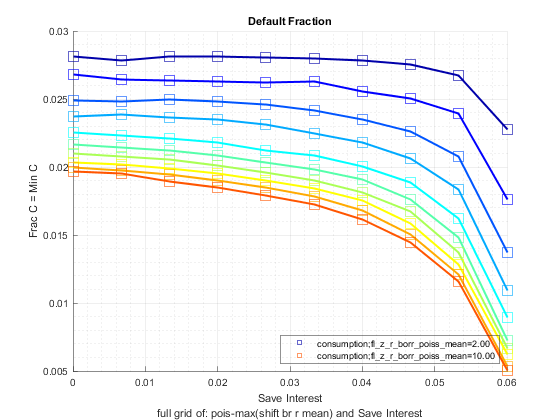 Default Fraction
Frac C = Min C
0.03
0.025
0.02
0.015
0.01
0.005
0
0.01
0.02
0.03
0.04
0.05
0.06
consumption;fl_z_r_borr_poiss_mean=2.00
consumption;fl_z_r_borr_poiss_mean=10.00
Save Interest
full grid of: pois-max(shift br r mean) and Save Interest